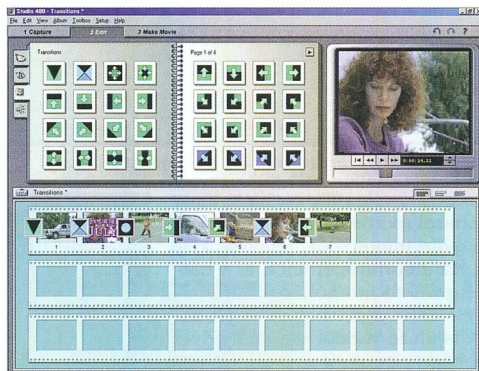 Studio 400 - Transitions *
File Edit View Album Toolbox Setup Help
1 Capture 2 Edit 3 Make Movie
?
Transitions
Page 1 of 4
0:00:14.22
Transitions *
JULY
1 2 3 4 5 6 7